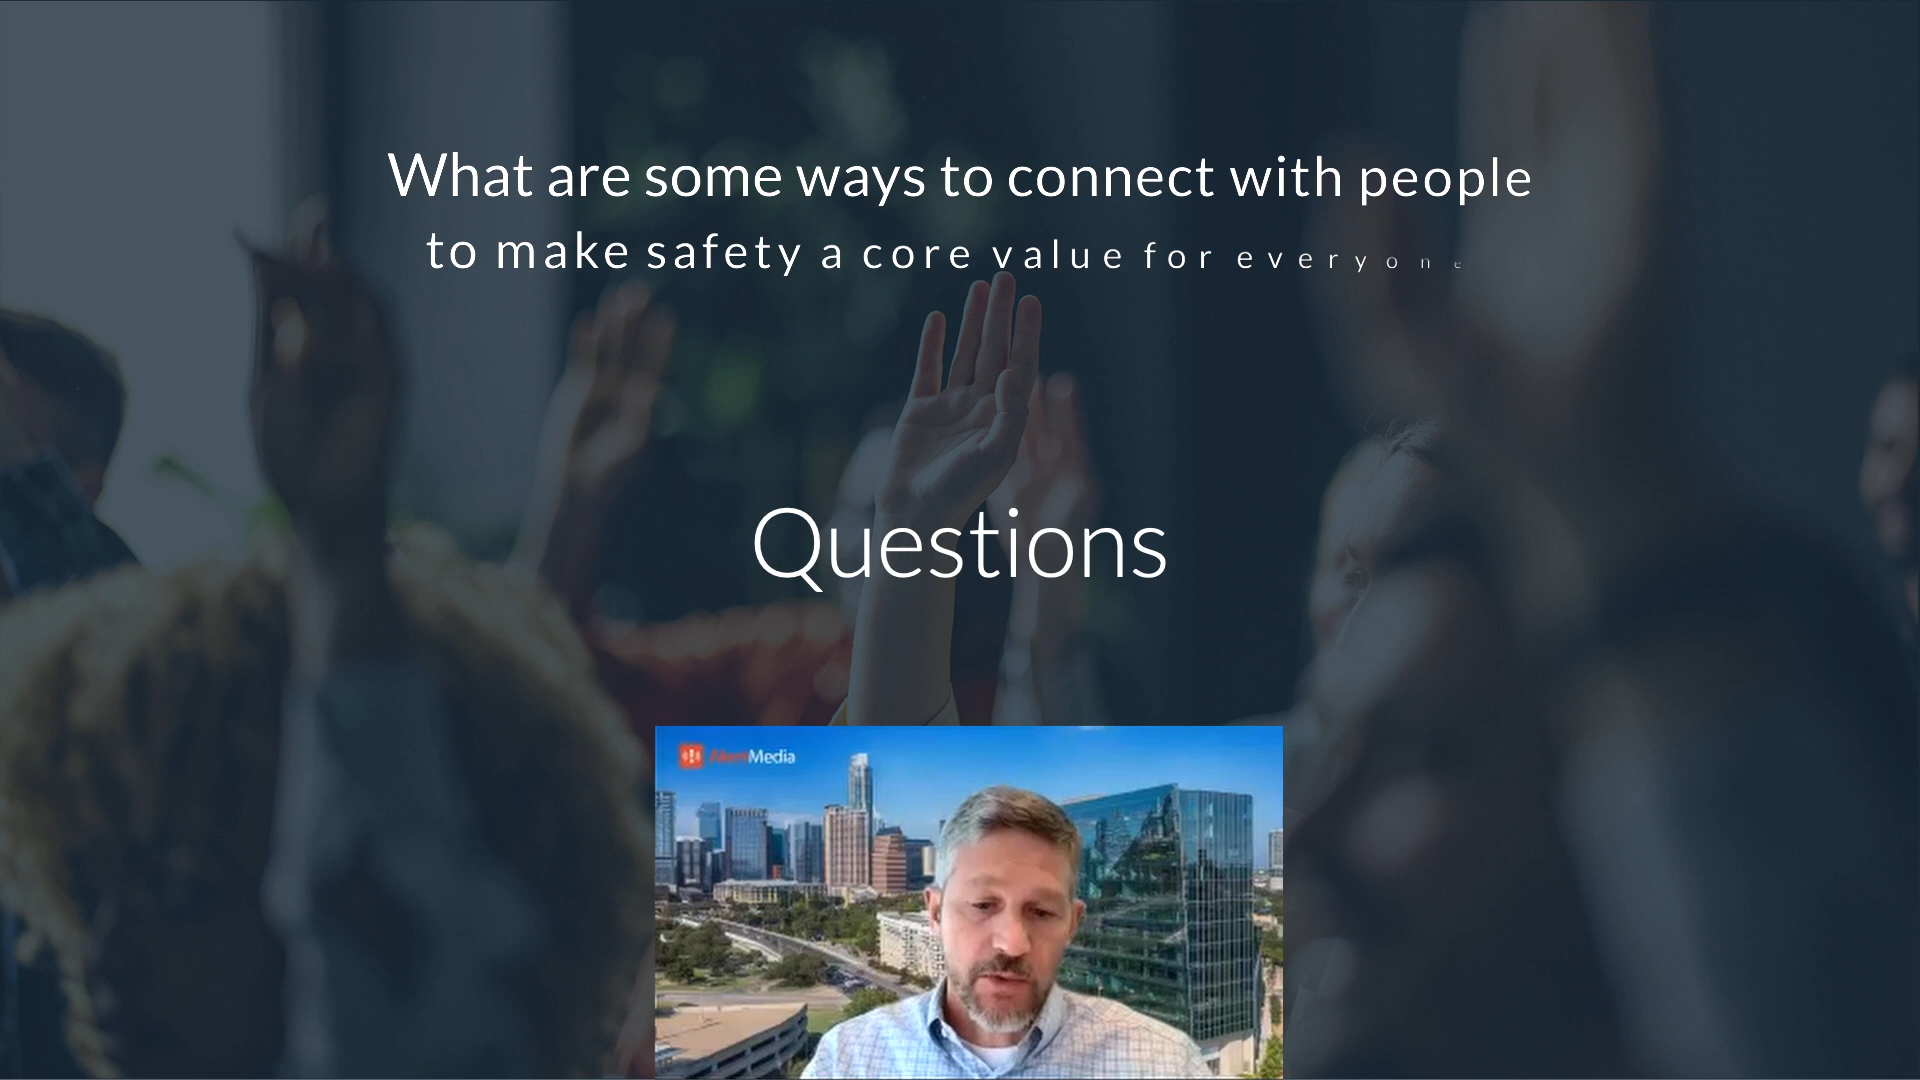 What are some ways to connect with people
to make safety a core value for everyone
Questions
AlertMedia